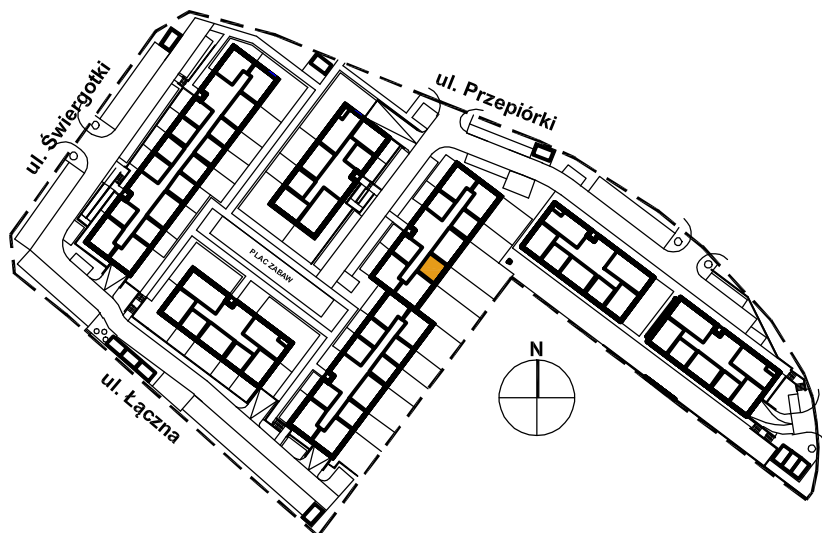 ul. Świergotki
ul. Przepiórki
PLAC ZABAW
N
ul. Łączna